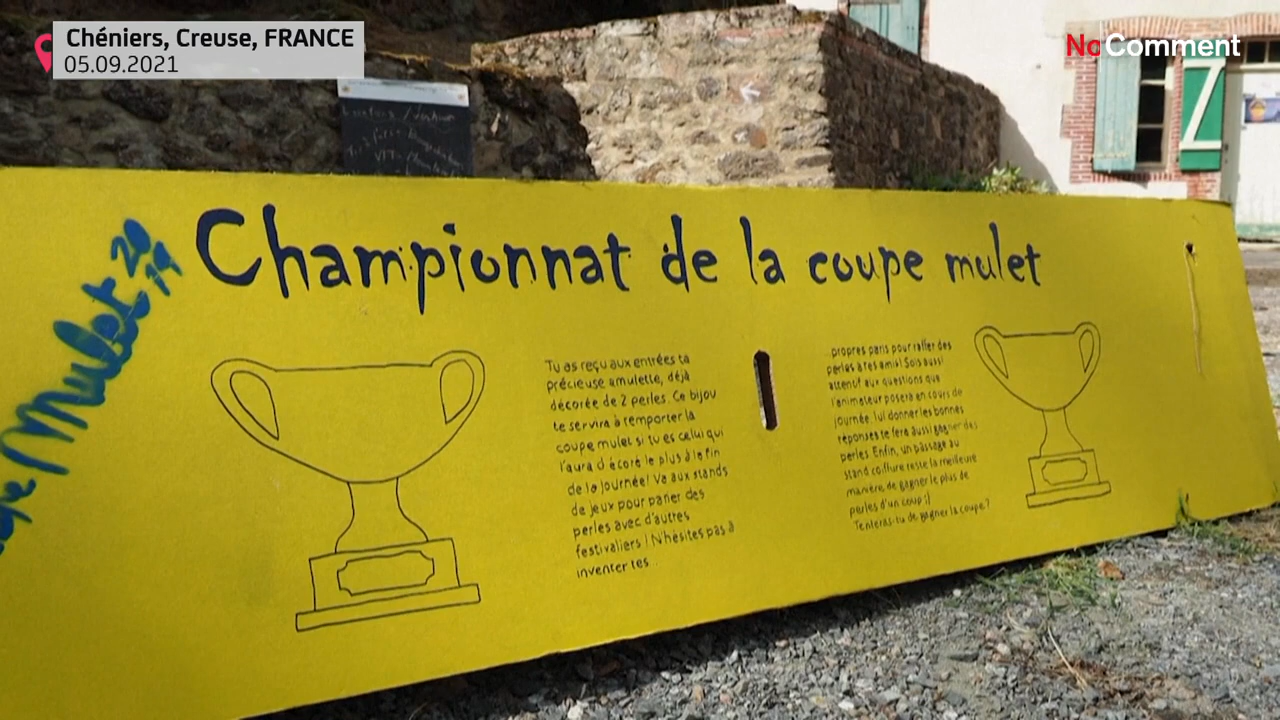 Chéniers, Creuse, FRANCE
05.09.2021
NoComment
Championnat de la coupe mulet
Mulet 2019
Tu as reçu aux entrées ta
précieuse amulette, déjà
décorée de 2 perles. Ce bijou
te servira à remporter la
coupe mulet si tu es celui qui
l'aura décoré le plus à la fin
de la journée! Va aux stands
de jeux pour parier des
perles avec d'autres
festivaliers! N'hésites pas à
inventer tes...
...propres paris pour rafler des
perles à tes amis! Sois aussi
attentif aux questions que
l'animateur posera en cours de
journée. lui donner les bonnes
réponses te fera aussi gagner des
perles. Enfin, un passage au
stand coiffure reste la meilleure
manière, de gagner le plus de
perles d'un coup ;)
Tenteras-tu de gagner la coupe?